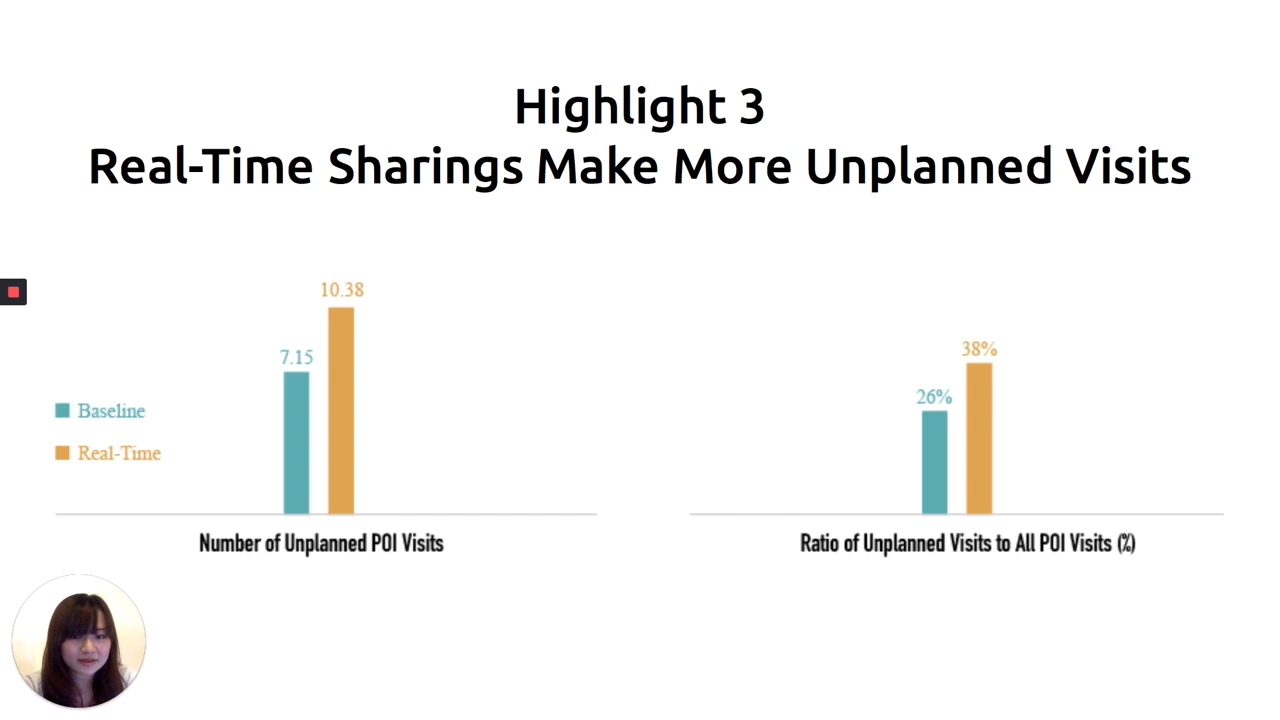 Highlight 3
Real-Time Sharings Make More Unplanned Visits
10.38
7.15
Baseline
Real-Time
Number of Unplanned POI Visits
38%
26%
Ratio of Unplanned Visits to All POI Visits (%)